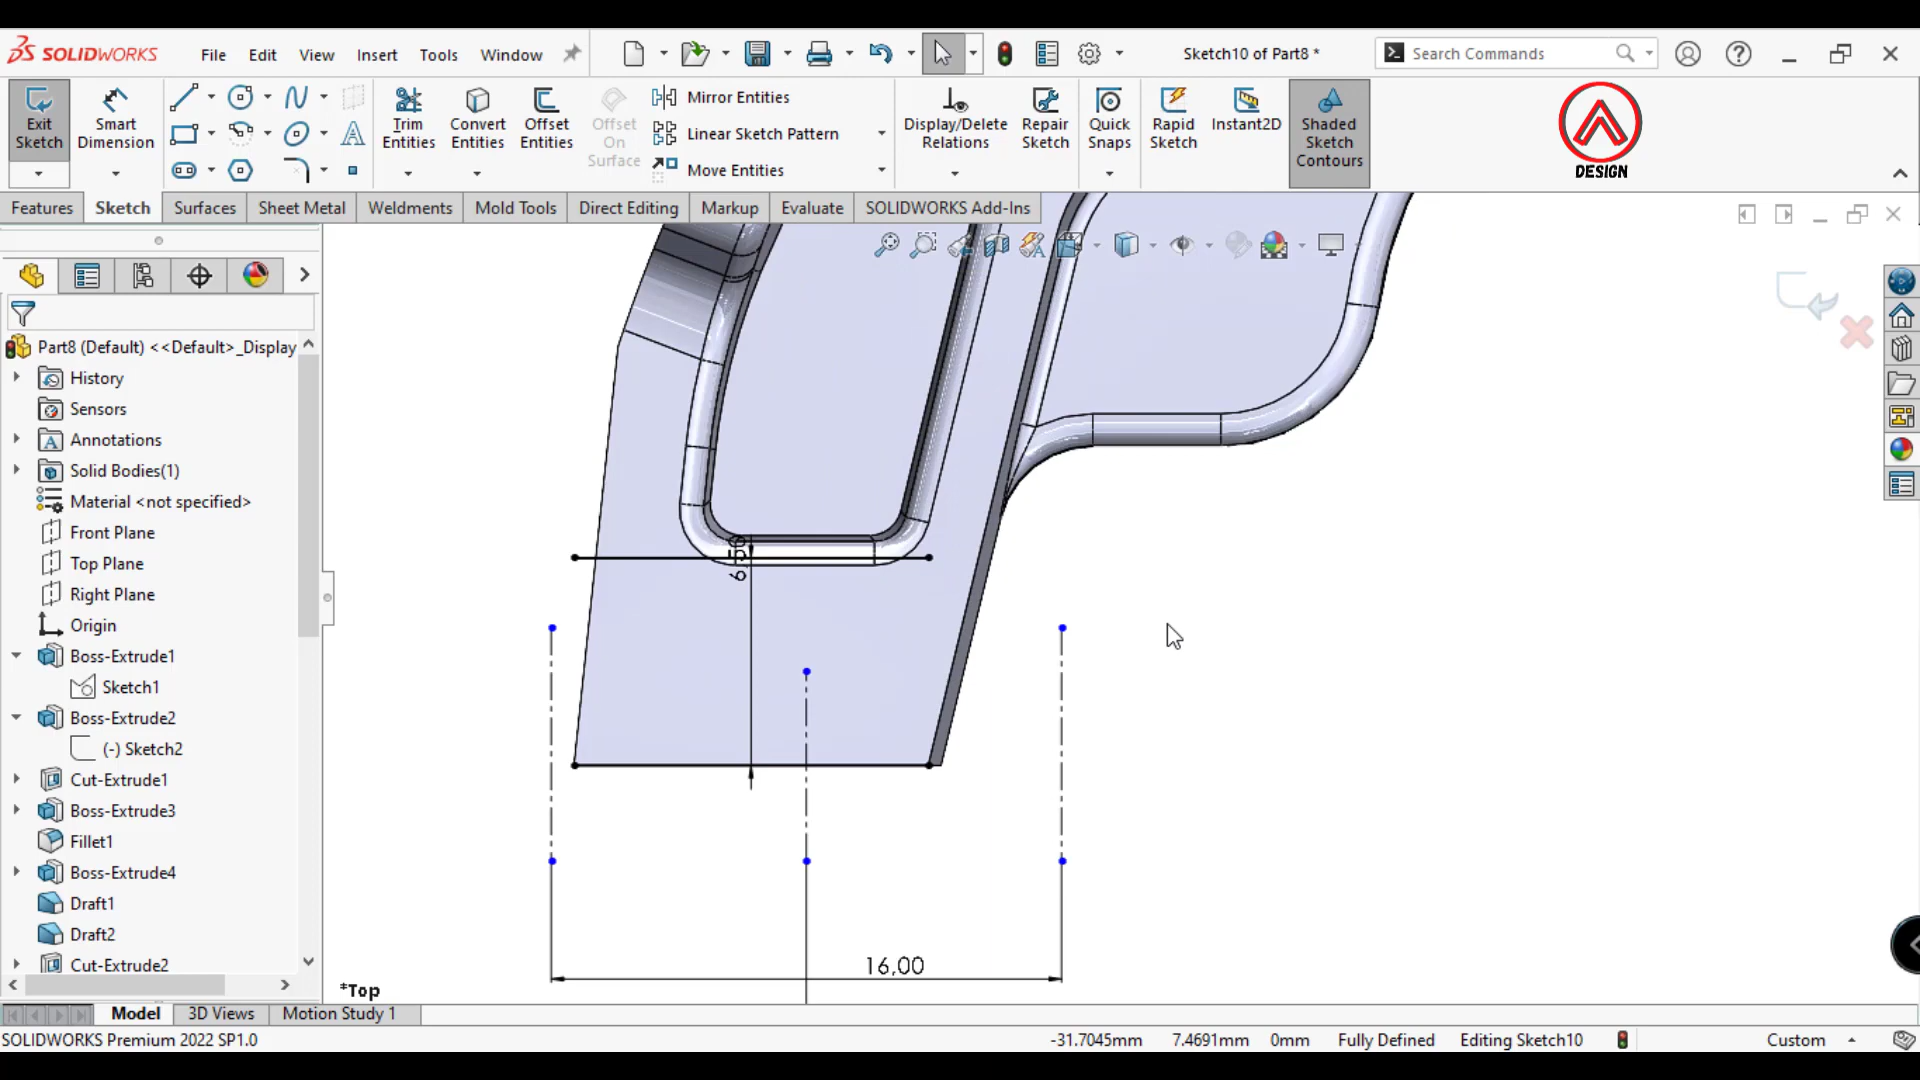 SOLIDWORKS File Edit View Insert Tools Window Sketch10 of Part8 * Search Commands
Exit Sketch
Smart Dimension
Trim Entities
Convert Entities
Offset Entities
Offset On Surface
Mirror Entities
Linear Sketch Pattern
Move Entities
Display/Delete Relations
Repair Sketch
Quick Snaps
Rapid Sketch
Instant2D
Shaded Sketch Contours
DESIGN
Features Sketch Surfaces Sheet Metal Weldments Mold Tools Direct Editing Markup Evaluate SOLIDWORKS Add-Ins
Part8 (Default) <<Default>_Display
History
Sensors
Annotations
Solid Bodies(1)
Material <not specified>
Front Plane
Top Plane
Right Plane
Origin
Boss-Extrude1
Sketch1
Boss-Extrude2
(-) Sketch2
Cut-Extrude1
Boss-Extrude3
Fillet1
Boss-Extrude4
Draft1
Draft2
Cut-Extrude2
6,50
16,00
*Top
Model 3D Views Motion Study 1
SOLIDWORKS Premium 2022 SP1.0 -31.7045mm 7.4691mm 0mm Fully Defined Editing Sketch10 Custom